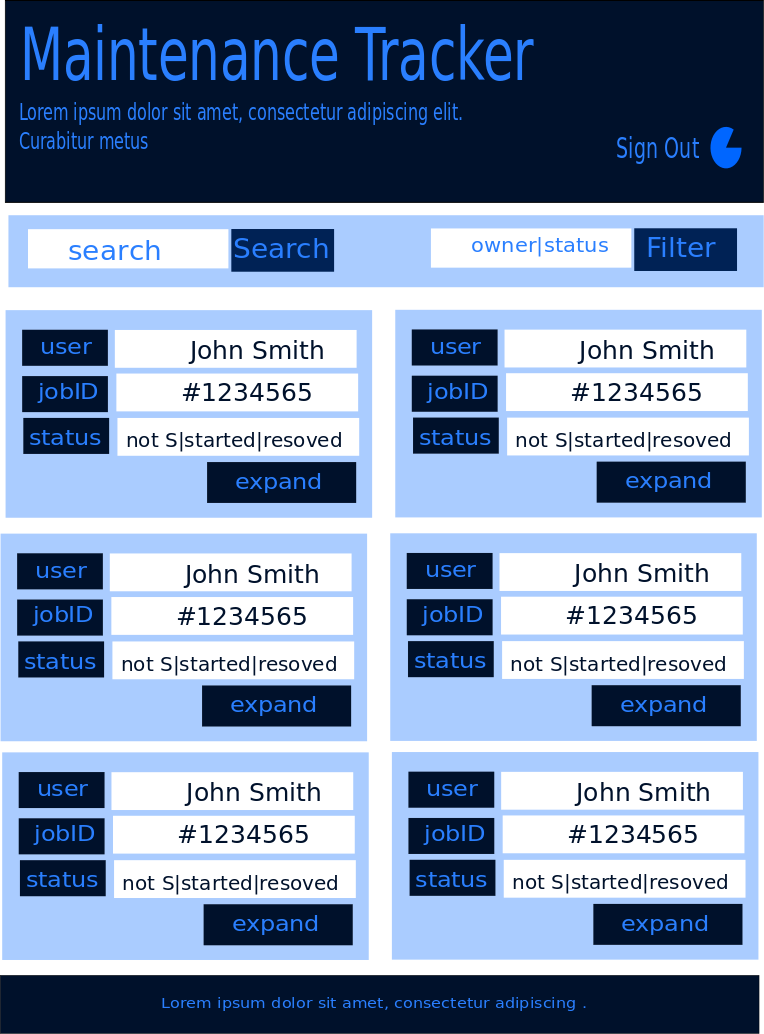 Maintenance Tracker
Lorem ipsum dolor sit amet, consectetur adipiscing elit.
Curabitur metus
Sign Out
search Search owner|status Filter
user John Smith
jobID #1234565
status not S|started|resoved
expand
user John Smith
jobID #1234565
status not S|started|resoved
expand
user John Smith
jobID #1234565
status not S|started|resoved
expand
user John Smith
jobID #1234565
status not S|started|resoved
expand
user John Smith
jobID #1234565
status not S|started|resoved
expand
user John Smith
jobID #1234565
status not S|started|resoved
expand
Lorem ipsum dolor sit amet, consectetur adipiscing .